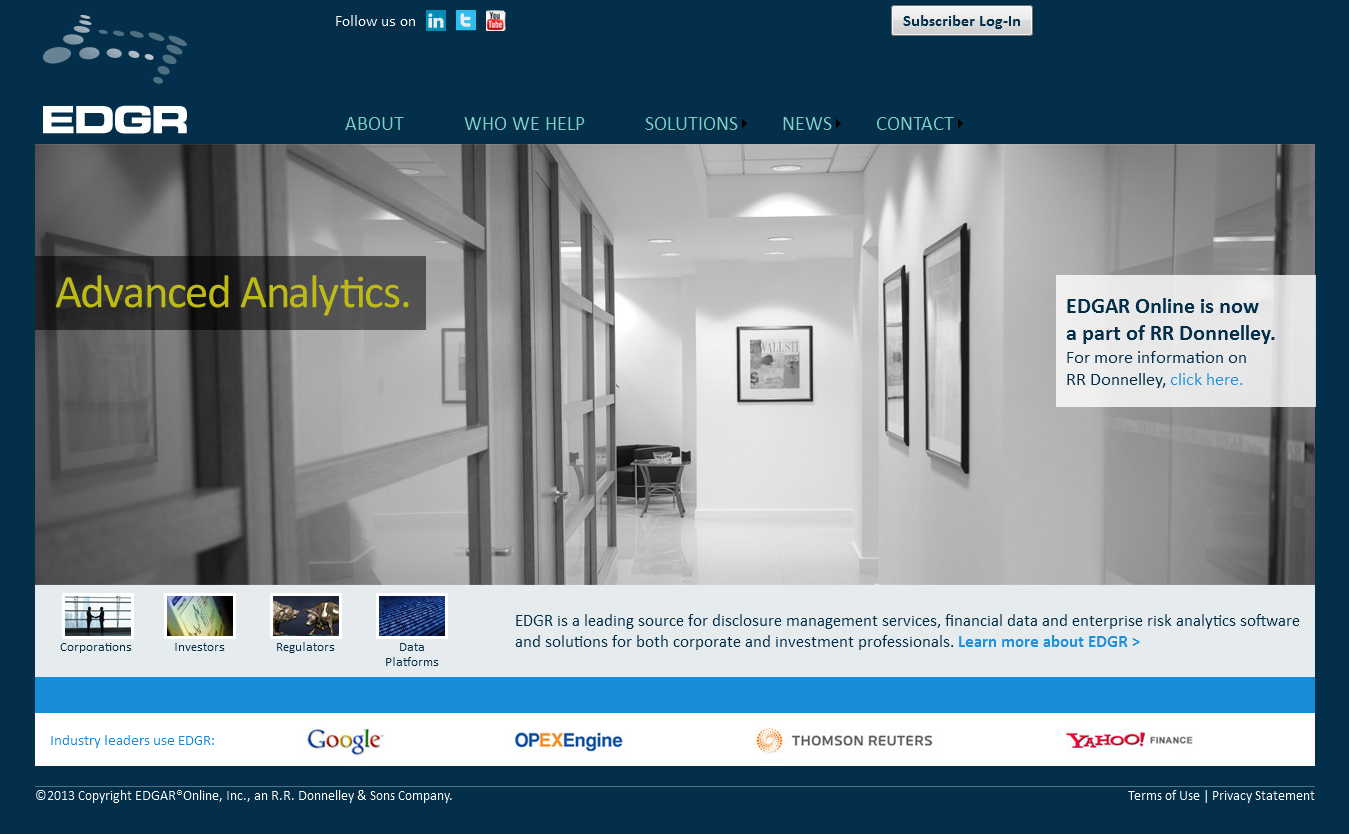 Follow us on
in
t
You
Tube
Subscriber Log-In
EDGR
ABOUT
WHO WE HELP
SOLUTIONS
NEWS
CONTACT
Advanced Analytics.
EDGAR Online is now
a part of RR Donnelley.
For more information on
RR Donnelley, click here.
WALL
$
Corporations
Investors
Regulators
Data
Platforms
EDGR is a leading source for disclosure management services, financial data and enterprise risk analytics software
and solutions for both corporate and investment professionals. Learn more about EDGR >
Industry leaders use EDGR:
Google
OPEXEngine
THOMSON REUTERS
YAHOO! FINANCE
©2013 Copyright EDGAR®Online, Inc., an R.R. Donnelley & Sons Company.
Terms of Use | Privacy Statement